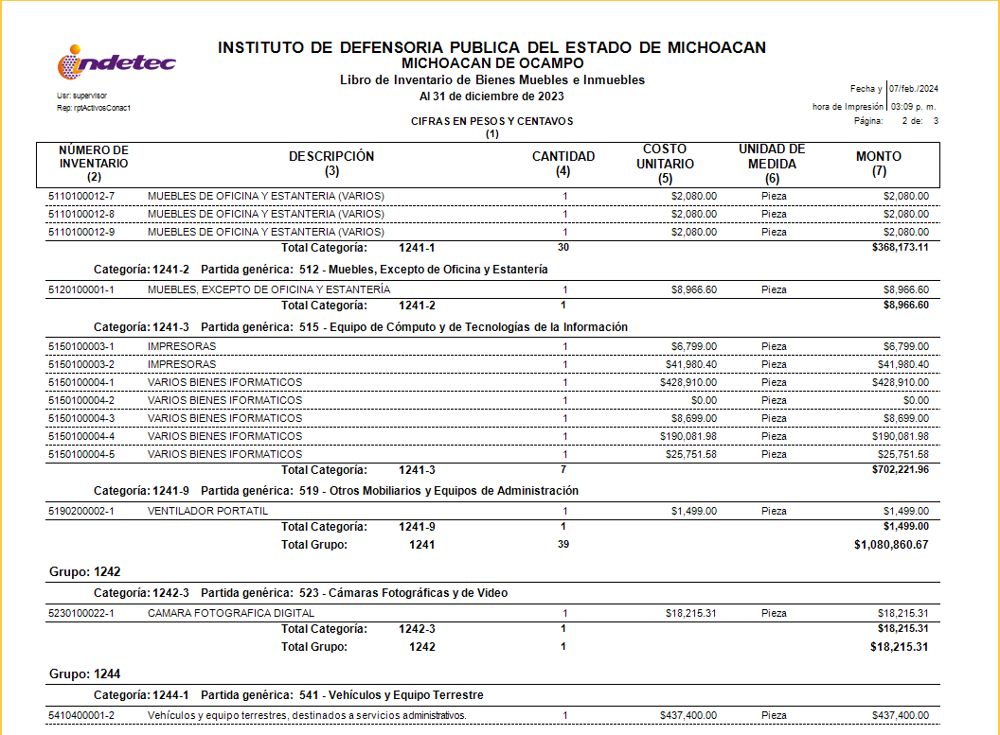 indetec
INSTITUTO DE DEFENSORIA PUBLICA DEL ESTADO DE MICHOACAN
MICHOACAN DE OCAMPO
Libro de Inventario de Bienes Muebles e Inmuebles
Al 31 de diciembre de 2023
Usr: supervisor
Rep: rptActivosConac1
Fecha y 07/feb./2024
hora de Impresión 03:09 p. m.
Página: 2 de: 3
CIFRAS EN PESOS Y CENTAVOS
(1)
NÚMERO DE INVENTARIO (2) DESCRIPCIÓN (3) CANTIDAD (4) COSTO UNITARIO (5) UNIDAD DE MEDIDA (6) MONTO (7)
5110100012-7 MUEBLES DE OFICINA Y ESTANTERIA (VARIOS) 1 $2,080.00 Pieza $2,080.00
5110100012-8 MUEBLES DE OFICINA Y ESTANTERIA (VARIOS) 1 $2,080.00 Pieza $2,080.00
5110100012-9 MUEBLES DE OFICINA Y ESTANTERIA (VARIOS) 1 $2,080.00 Pieza $2,080.00
Total Categoría: 1241-1 30 $368,173.11
Categoría: 1241-2 Partida genérica: 512 - Muebles, Excepto de Oficina y Estantería
5120100001-1 MUEBLES, EXCEPTO DE OFICINA Y ESTANTERÍA 1 $8,966.60 Pieza $8,966.60
Total Categoría: 1241-2 1 $8,966.60
Categoría: 1241-3 Partida genérica: 515 - Equipo de Cómputo y de Tecnologías de la Información
5150100003-1 IMPRESORAS 1 $6,799.00 Pieza $6,799.00
5150100003-2 IMPRESORAS 1 $41,980.40 Pieza $41,980.40
5150100004-1 VARIOS BIENES IFORMATICOS 1 $428,910.00 Pieza $428,910.00
5150100004-2 VARIOS BIENES IFORMATICOS 1 $0.00 Pieza $0.00
5150100004-3 VARIOS BIENES IFORMATICOS 1 $8,699.00 Pieza $8,699.00
5150100004-4 VARIOS BIENES IFORMATICOS 1 $190,081.98 Pieza $190,081.98
5150100004-5 VARIOS BIENES IFORMATICOS 1 $25,751.58 Pieza $25,751.58
Total Categoría: 1241-3 7 $702,221.96
Categoría: 1241-9 Partida genérica: 519 - Otros Mobiliarios y Equipos de Administración
5190200002-1 VENTILADOR PORTATIL 1 $1,499.00 Pieza $1,499.00
Total Categoría: 1241-9 1 $1,499.00
Total Grupo: 1241 39 $1,080,860.67
Grupo: 1242
Categoría: 1242-3 Partida genérica: 523 - Cámaras Fotográficas y de Video
5230100022-1 CAMARA FOTOGRAFICA DIGITAL 1 $18,215.31 Pieza $18,215.31
Total Categoría: 1242-3 1 $18,215.31
Total Grupo: 1242 1 $18,215.31
Grupo: 1244
Categoría: 1244-1 Partida genérica: 541 - Vehículos y Equipo Terrestre
5410400001-2 Vehículos y equipo terrestres, destinados a servicios administrativos. 1 $437,400.00 Pieza $437,400.00